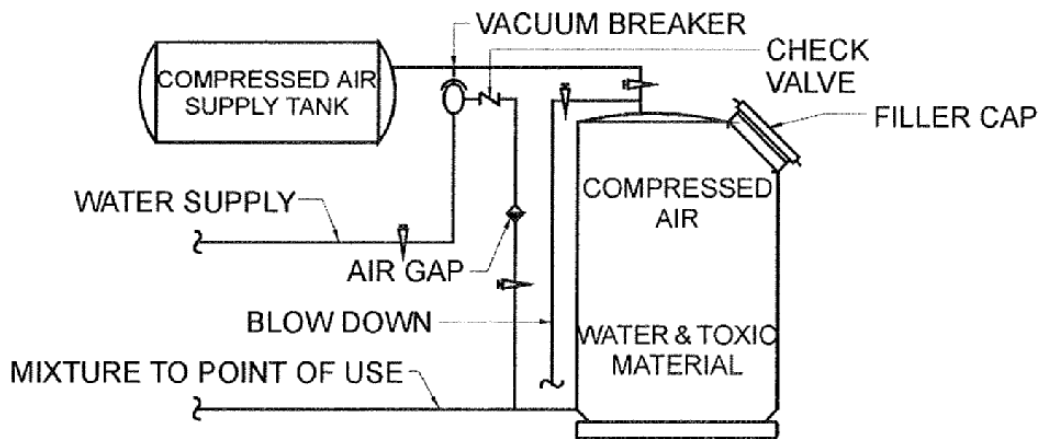 VACUUM BREAKER
CHECK
VALVE
COMPRESSED AIR
SUPPLY TANK
FILLER CAP
COMPRESSED
AIR
WATER SUPPLY
AIR GAP
BLOW DOWN
WATER & TOXIC
MATERIAL
MIXTURE TO POINT OF USE